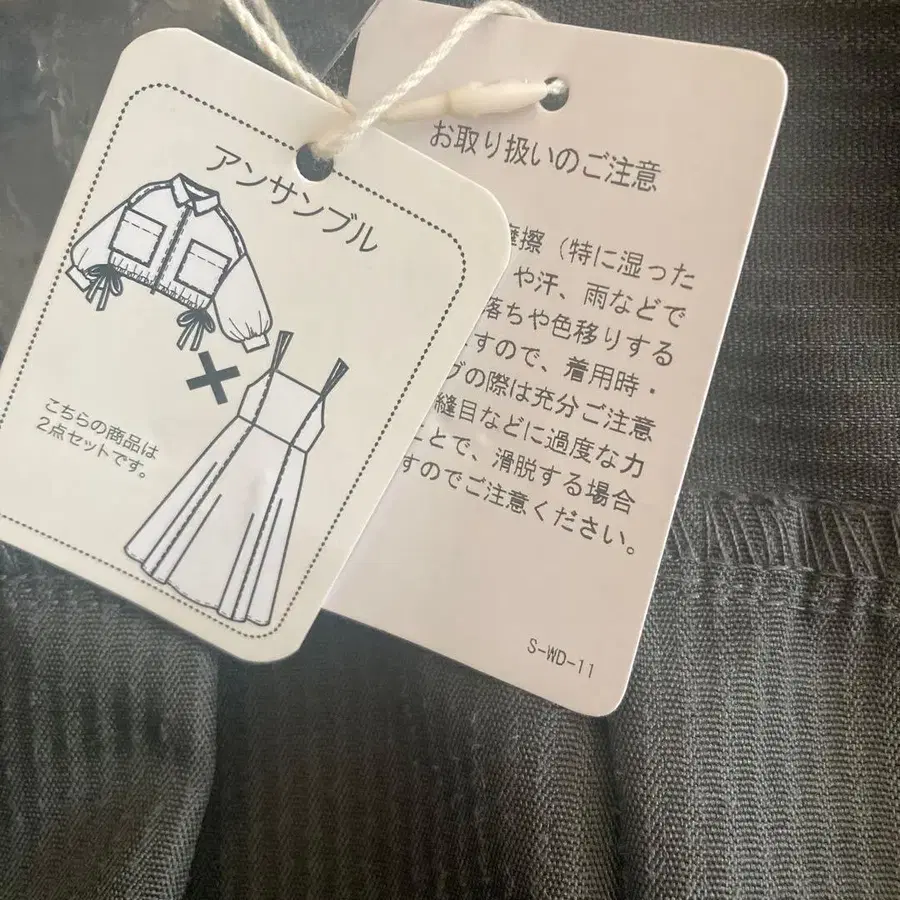 アンサンブル
こちらの商品は
2点セットです。
お取り扱いのご注意
摩擦（特に湿った
や汗、雨などで
落ちや色移りする
すので、着用時・
グの際は充分ご注意
縫目などに過度な力
ことで、滑脱する場合
すのでご注意ください。
S-WD-11